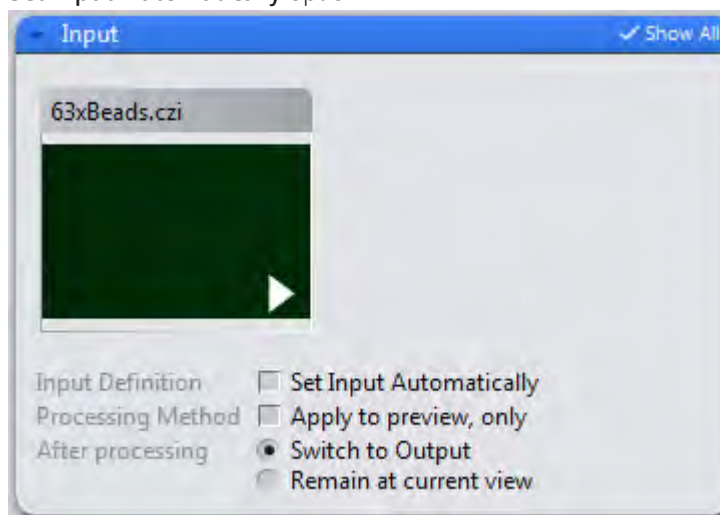 Input ✓ Show All
63xBeads.czi
Input Definition Set Input Automatically
Processing Method Apply to preview, only
After processing Switch to Output
Remain at current view